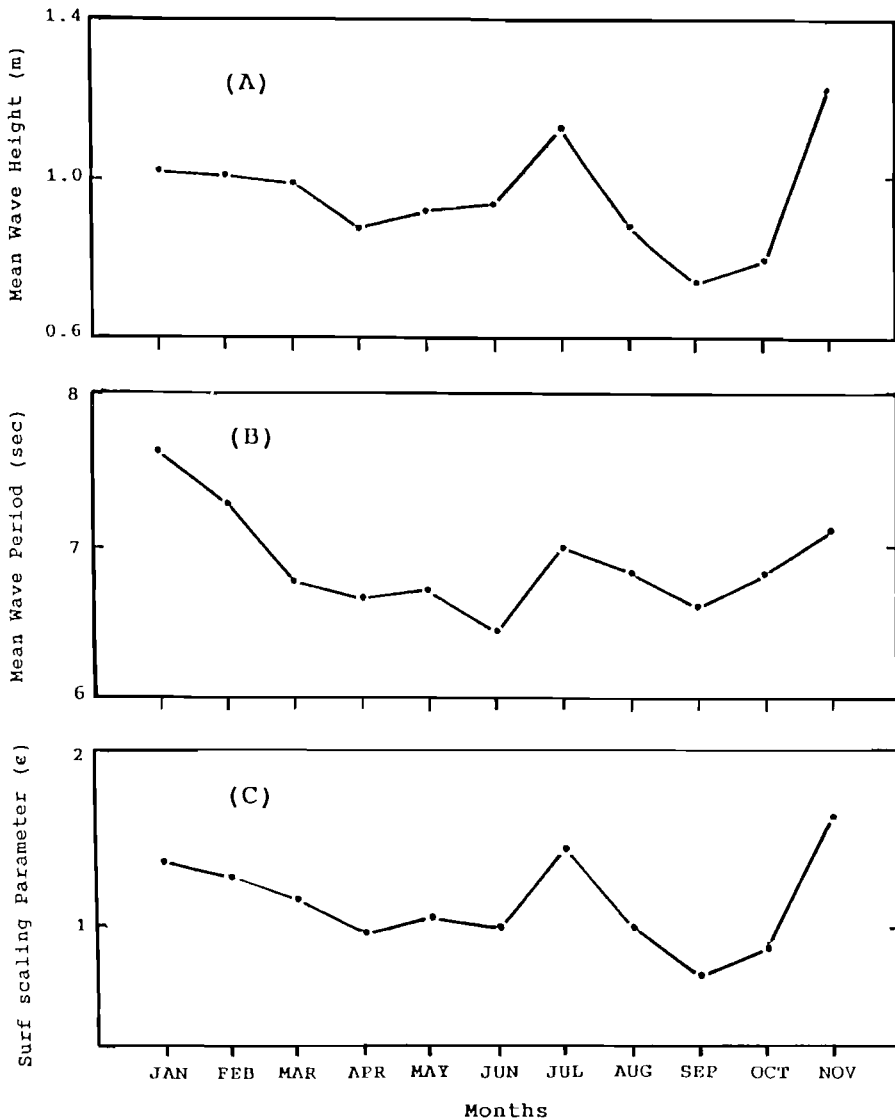 Mean Wave Height (m)
1.4
1.0
0.6
(A)
Mean Wave Period (sec)
8
7
6
(B)
Surf scaling Parameter (ε)
2
1
(C)
JAN FEB MAR APR MAY JUN JUL AUG SEP OCT NOV
Months